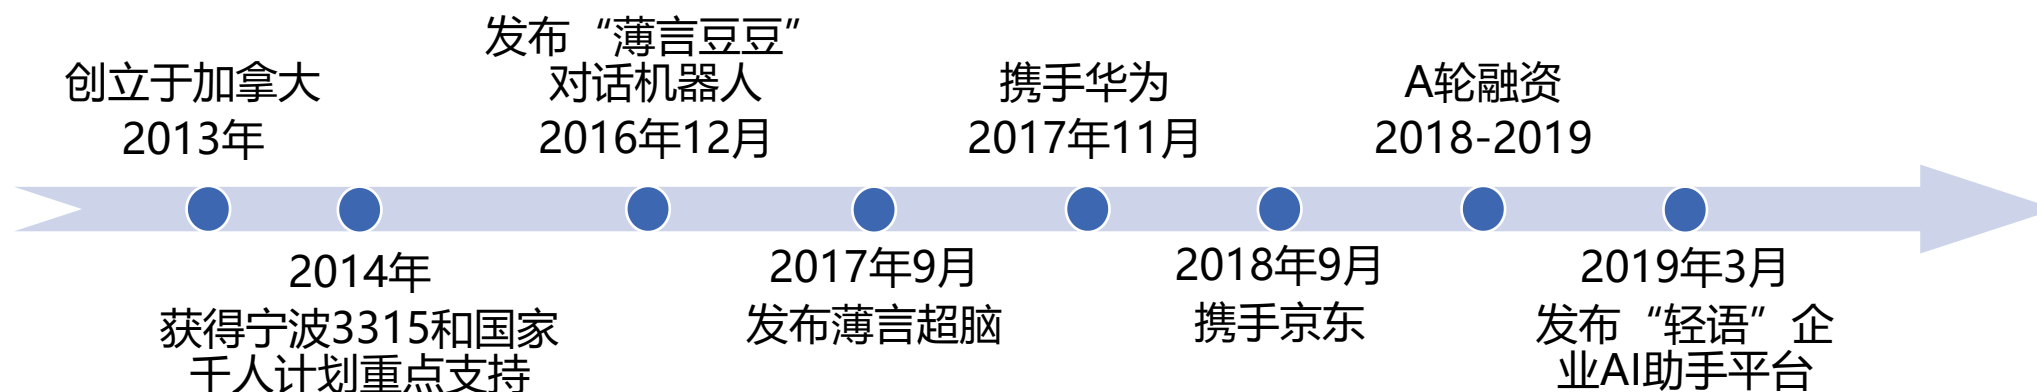 创立于加拿大
2013年
2014年
获得宁波3315和国家
千人计划重点支持
发布“薄言豆豆”
对话机器人
2016年12月
2017年9月
发布薄言超脑
携手华为
2017年11月
2018年9月
携手京东
A轮融资
2018-2019
2019年3月
发布“轻语”企
业AI助手平台